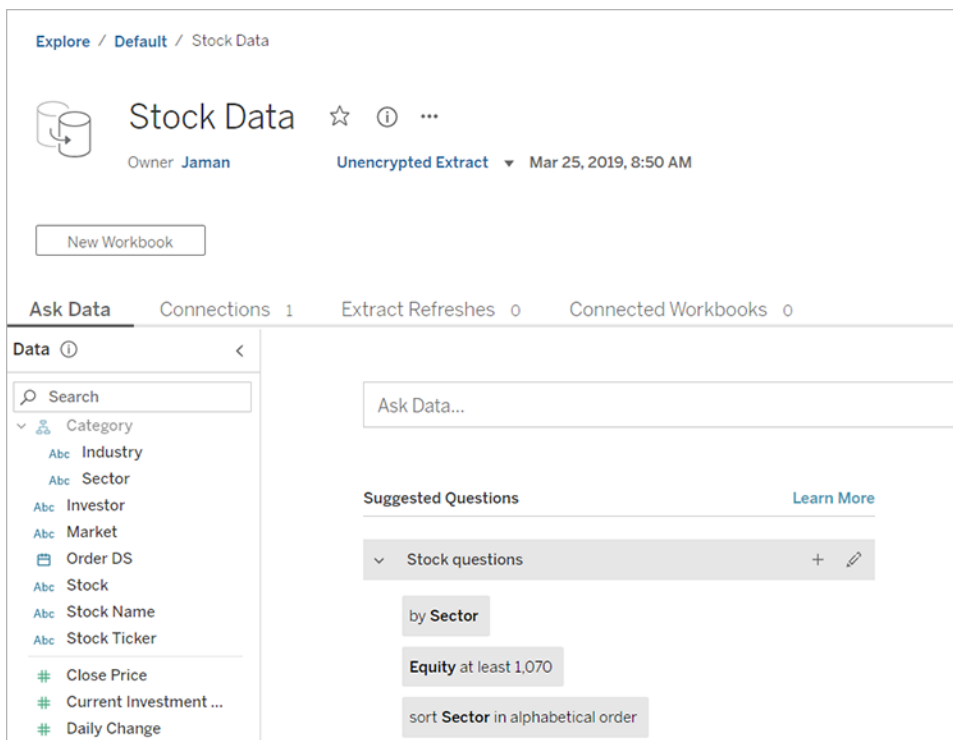 Explore / Default / Stock Data
Stock Data
Owner Jaman Unencrypted Extract Mar 25, 2019, 8:50 AM
New Workbook
Ask Data Connections 1 Extract Refreshes 0 Connected Workbooks 0
Data
Search
Category
Abc Industry
Abc Sector
Abc Investor
Abc Market
Order DS
Abc Stock
Abc Stock Name
Abc Stock Ticker
# Close Price
# Current Investment ...
# Daily Change
Ask Data...
Suggested Questions Learn More
Stock questions
by Sector
Equity at least 1,070
sort Sector in alphabetical order